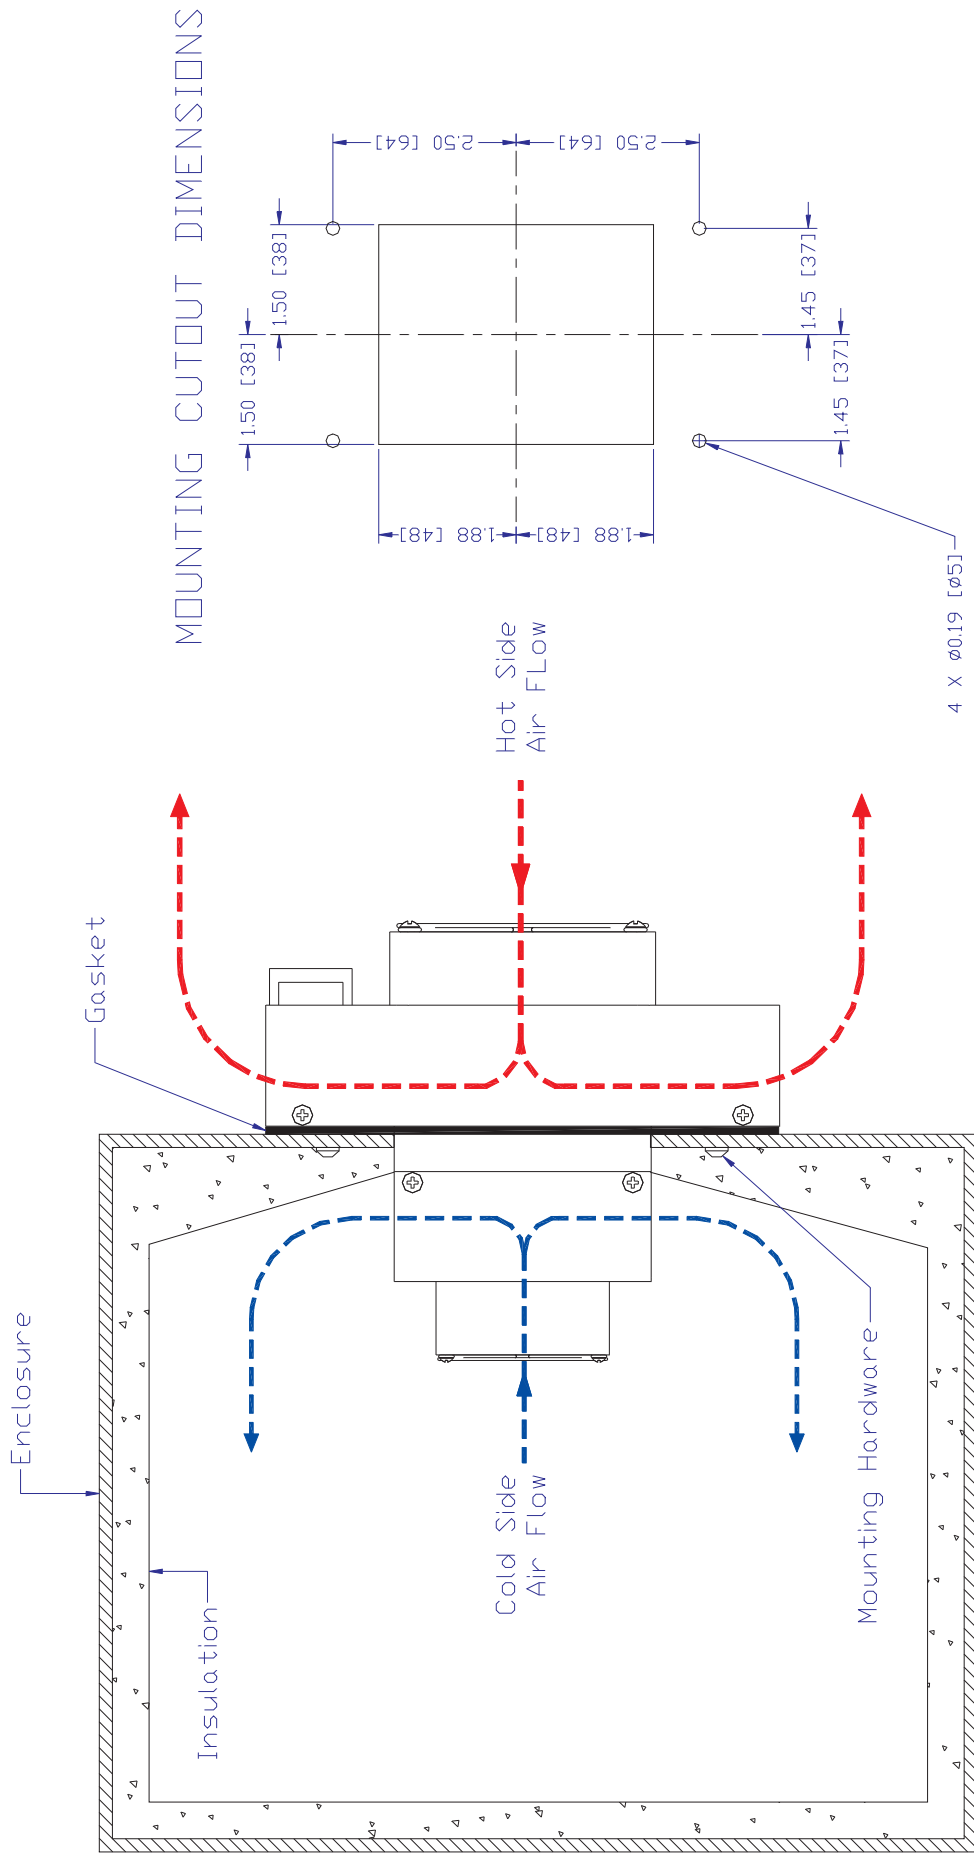 MOUNTING CUTOUT DIMENSIONS
1.50 [38]
1.50 [38]
2.50 [64]
2.50 [64]
1.88 [48]
1.88 [48]
1.45 [37]
1.45 [37]
4 X ø0.19 [ø5]
Hot Side
Air FLow
Gasket
Enclosure
Insulation
Cold Side
Air Flow
Mounting Hardware